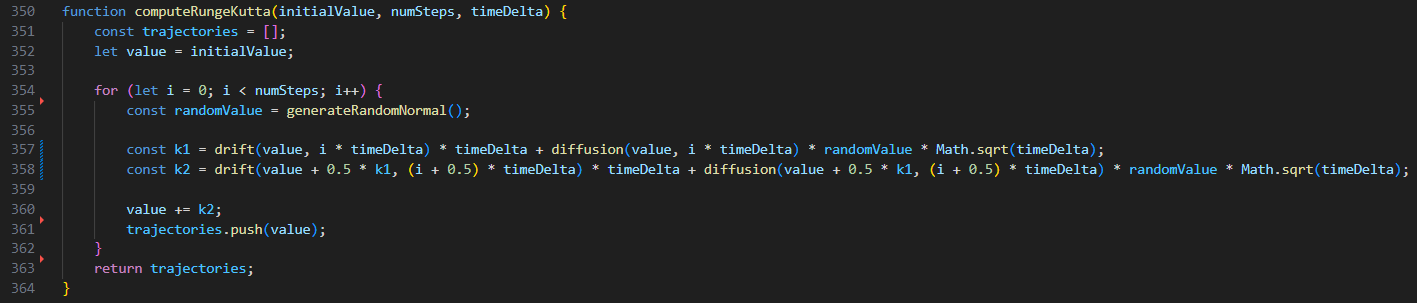 350 function computeRungeKutta(initialValue, numSteps, timeDelta) {
351     const trajectories = [];
352     let value = initialValue;
353
354     for (let i = 0; i < numSteps; i++) {
355         const randomValue = generateRandomNormal();
356
357         const k1 = drift(value, i * timeDelta) * timeDelta + diffusion(value, i * timeDelta) * randomValue * Math.sqrt(timeDelta);
358         const k2 = drift(value + 0.5 * k1, (i + 0.5) * timeDelta) * timeDelta + diffusion(value + 0.5 * k1, (i + 0.5) * timeDelta) * randomValue * Math.sqrt(timeDelta);
359
360         value += k2;
361         trajectories.push(value);
362     }
363     return trajectories;
364 }